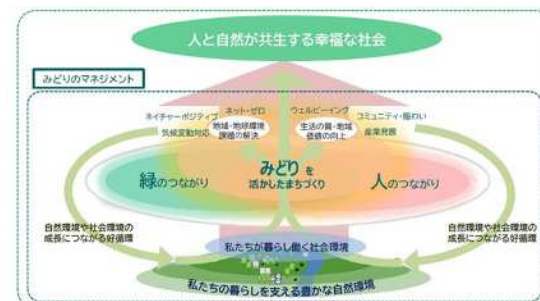 人と自然が共生する幸福な社会
みどりのマネジメント
ネイチャーポジティブ
ネット・ゼロ
ウェルビーイング
コミュニティ・賑わい
気候変動対応
地域・地球環境
課題の解決
生活の質・地域
価値の向上
産業発展
緑のつながり
みどりを
活かしたまちづくり
人のつながり
自然環境や社会環境の
成長につながる好循環
私たちが暮らし働く社会環境
自然環境や社会環境の
成長につながる好循環
私たちの暮らしを支える豊かな自然環境